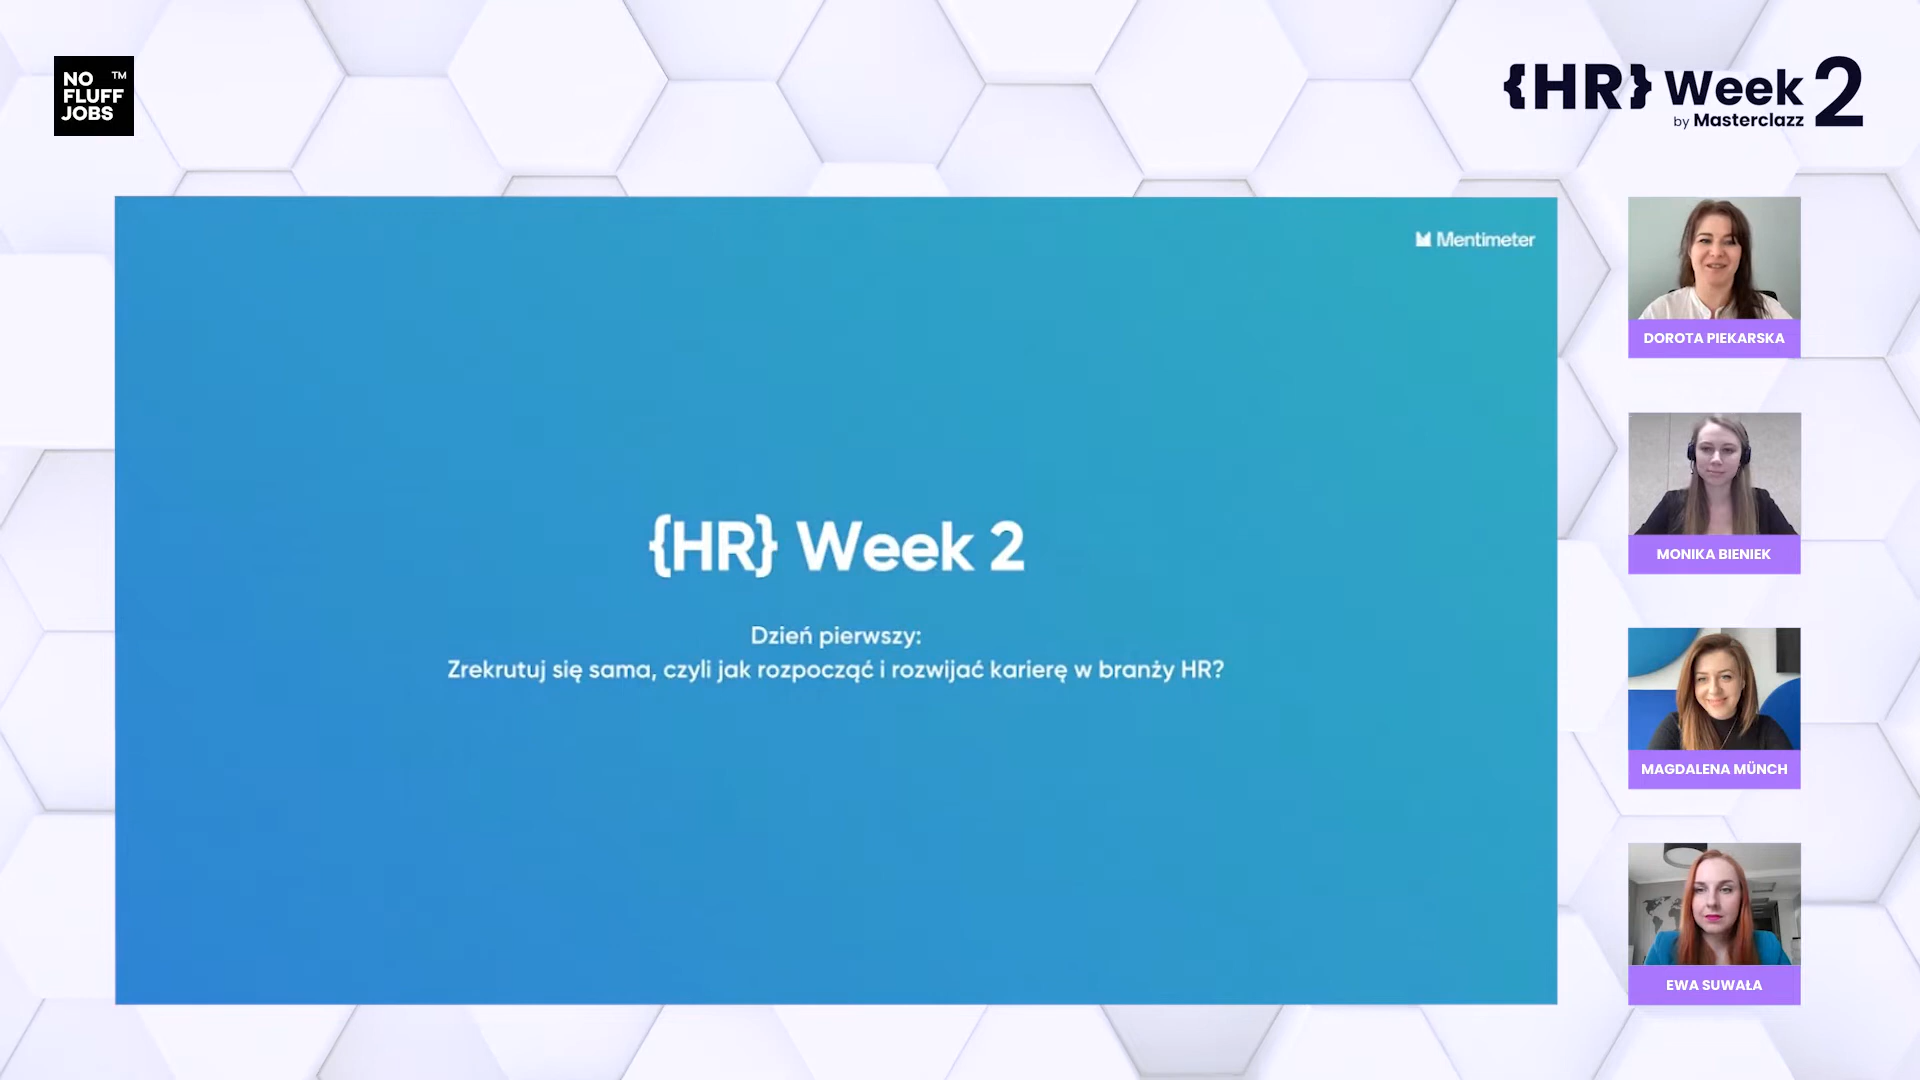 NO
FLUFF
JOBS
TM
{HR} Week 2
by Masterclazz
Mentimeter
{HR} Week 2
Dzień pierwszy:
Zrekrutuj się sama, czyli jak rozpocząć i rozwijać karierę w branży HR?
DOROTA PIEKARSKA
MONIKA BIENIEK
MAGDALENA MÜNCH
EWA SUWAŁA